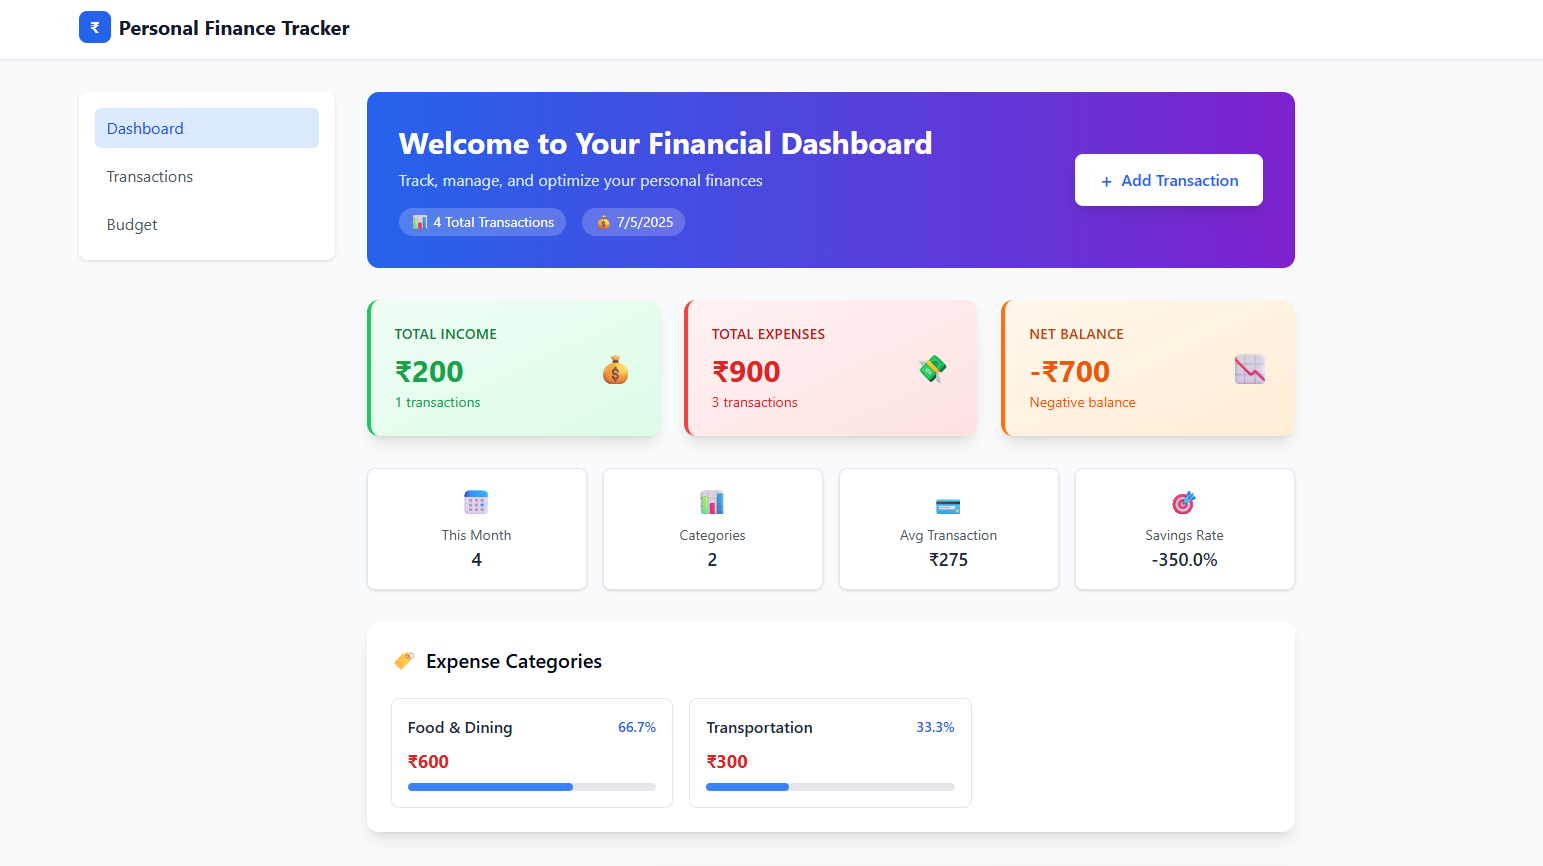 ₹ Personal Finance Tracker
Dashboard
Transactions
Budget
Welcome to Your Financial Dashboard
Track, manage, and optimize your personal finances
4 Total Transactions
7/5/2025
+ Add Transaction
TOTAL INCOME
₹200
1 transactions
TOTAL EXPENSES
₹900
3 transactions
NET BALANCE
-₹700
Negative balance
This Month
4
Categories
2
Avg Transaction
₹275
Savings Rate
-350.0%
Expense Categories
Food & Dining 66.7%
₹600
Transportation 33.3%
₹300